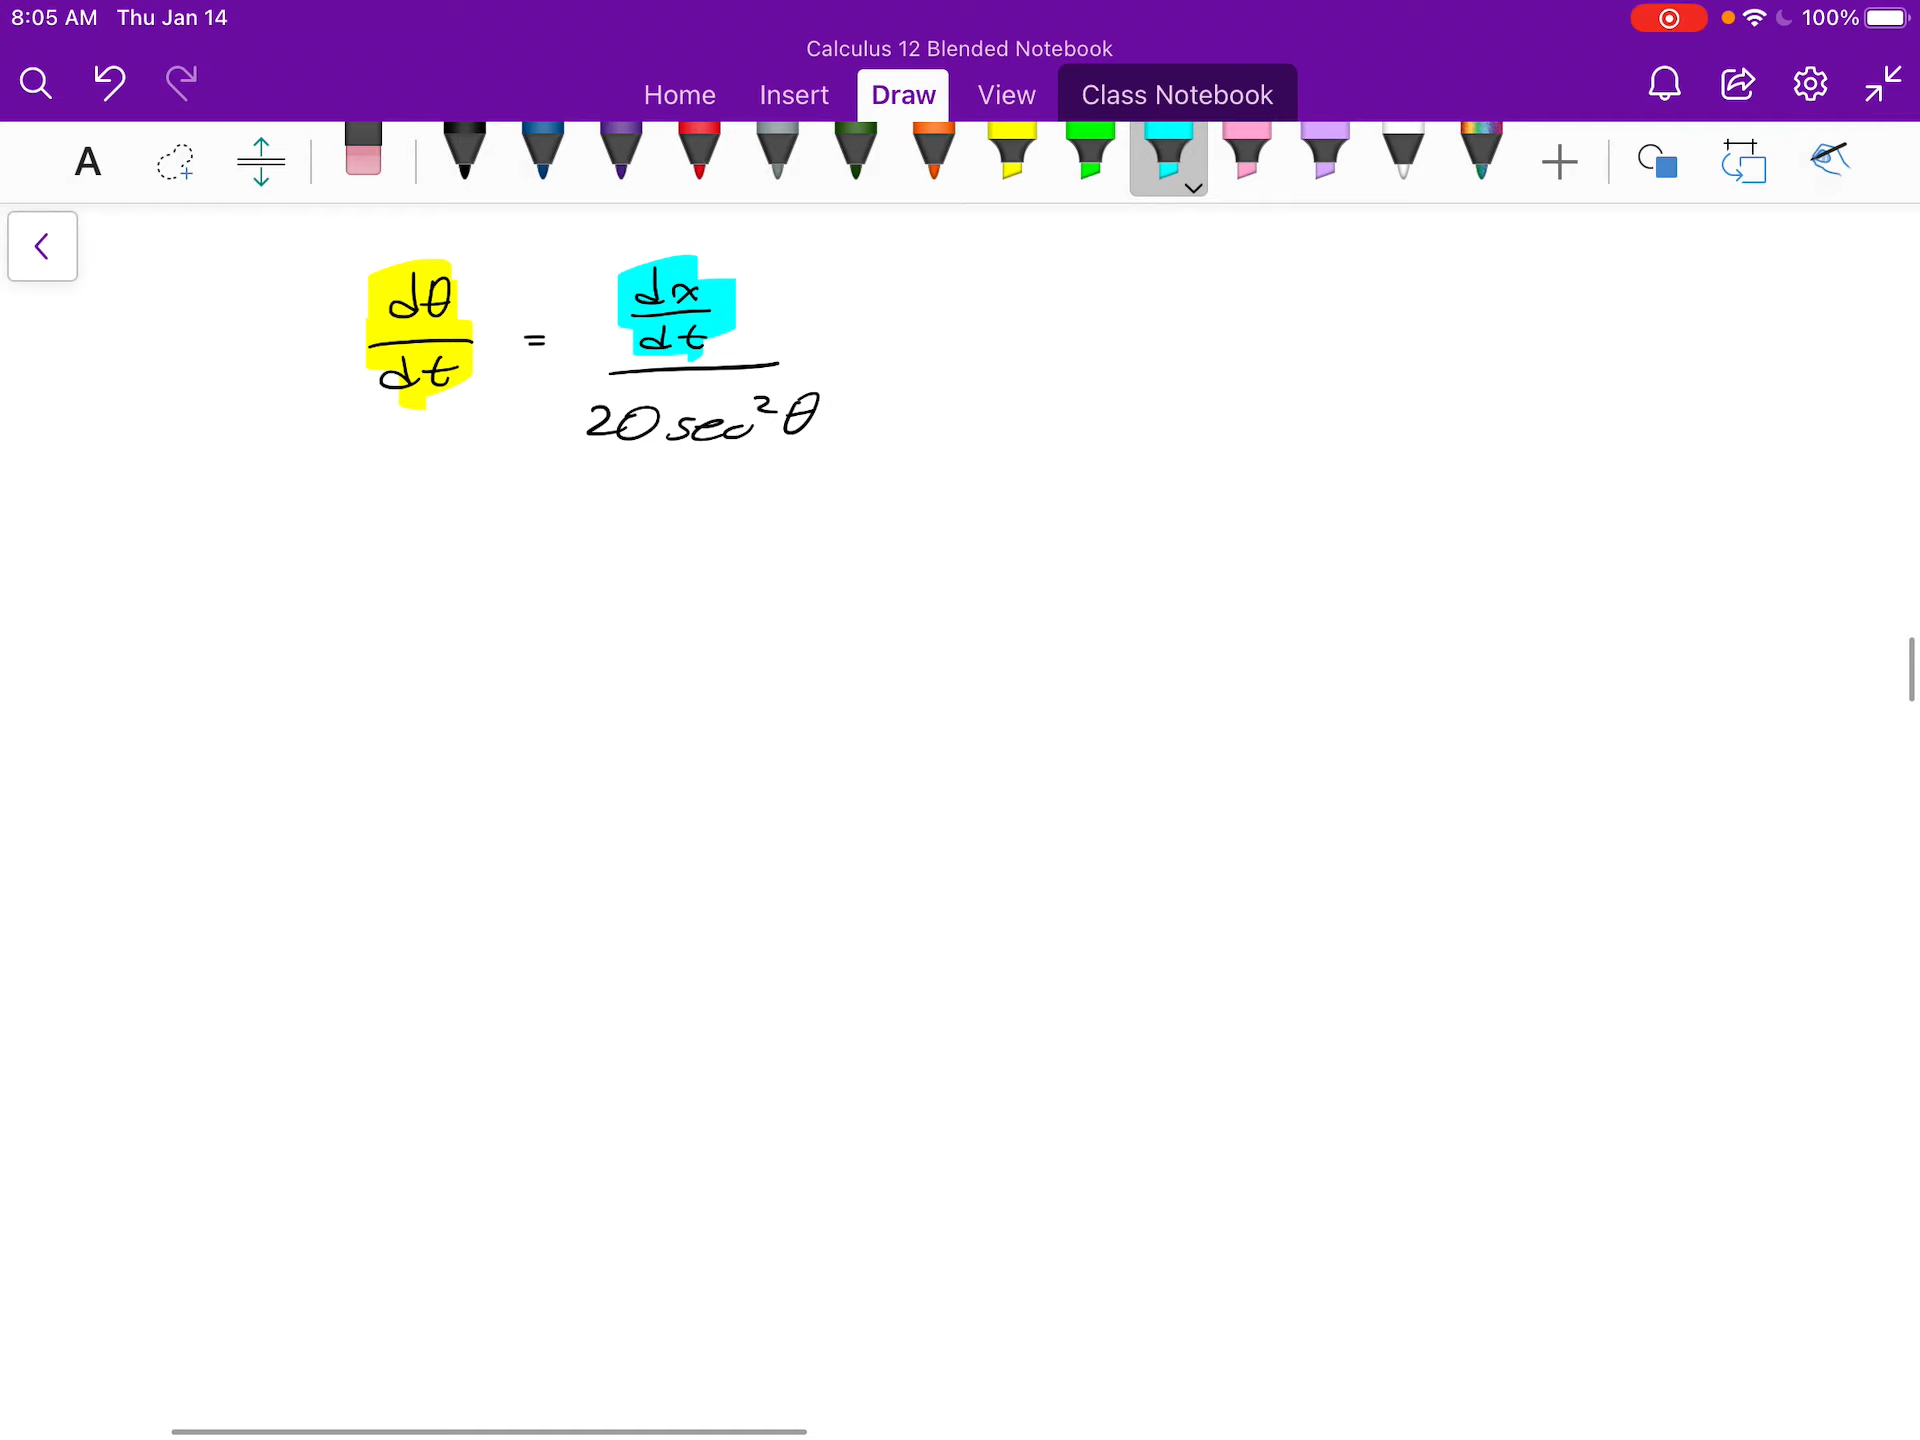 8:05 AM Thu Jan 14 100%
Calculus 12 Blended Notebook
Home Insert Draw View Class Notebook
A
dθ/dt = (dx/dt)/(20 sec²θ)